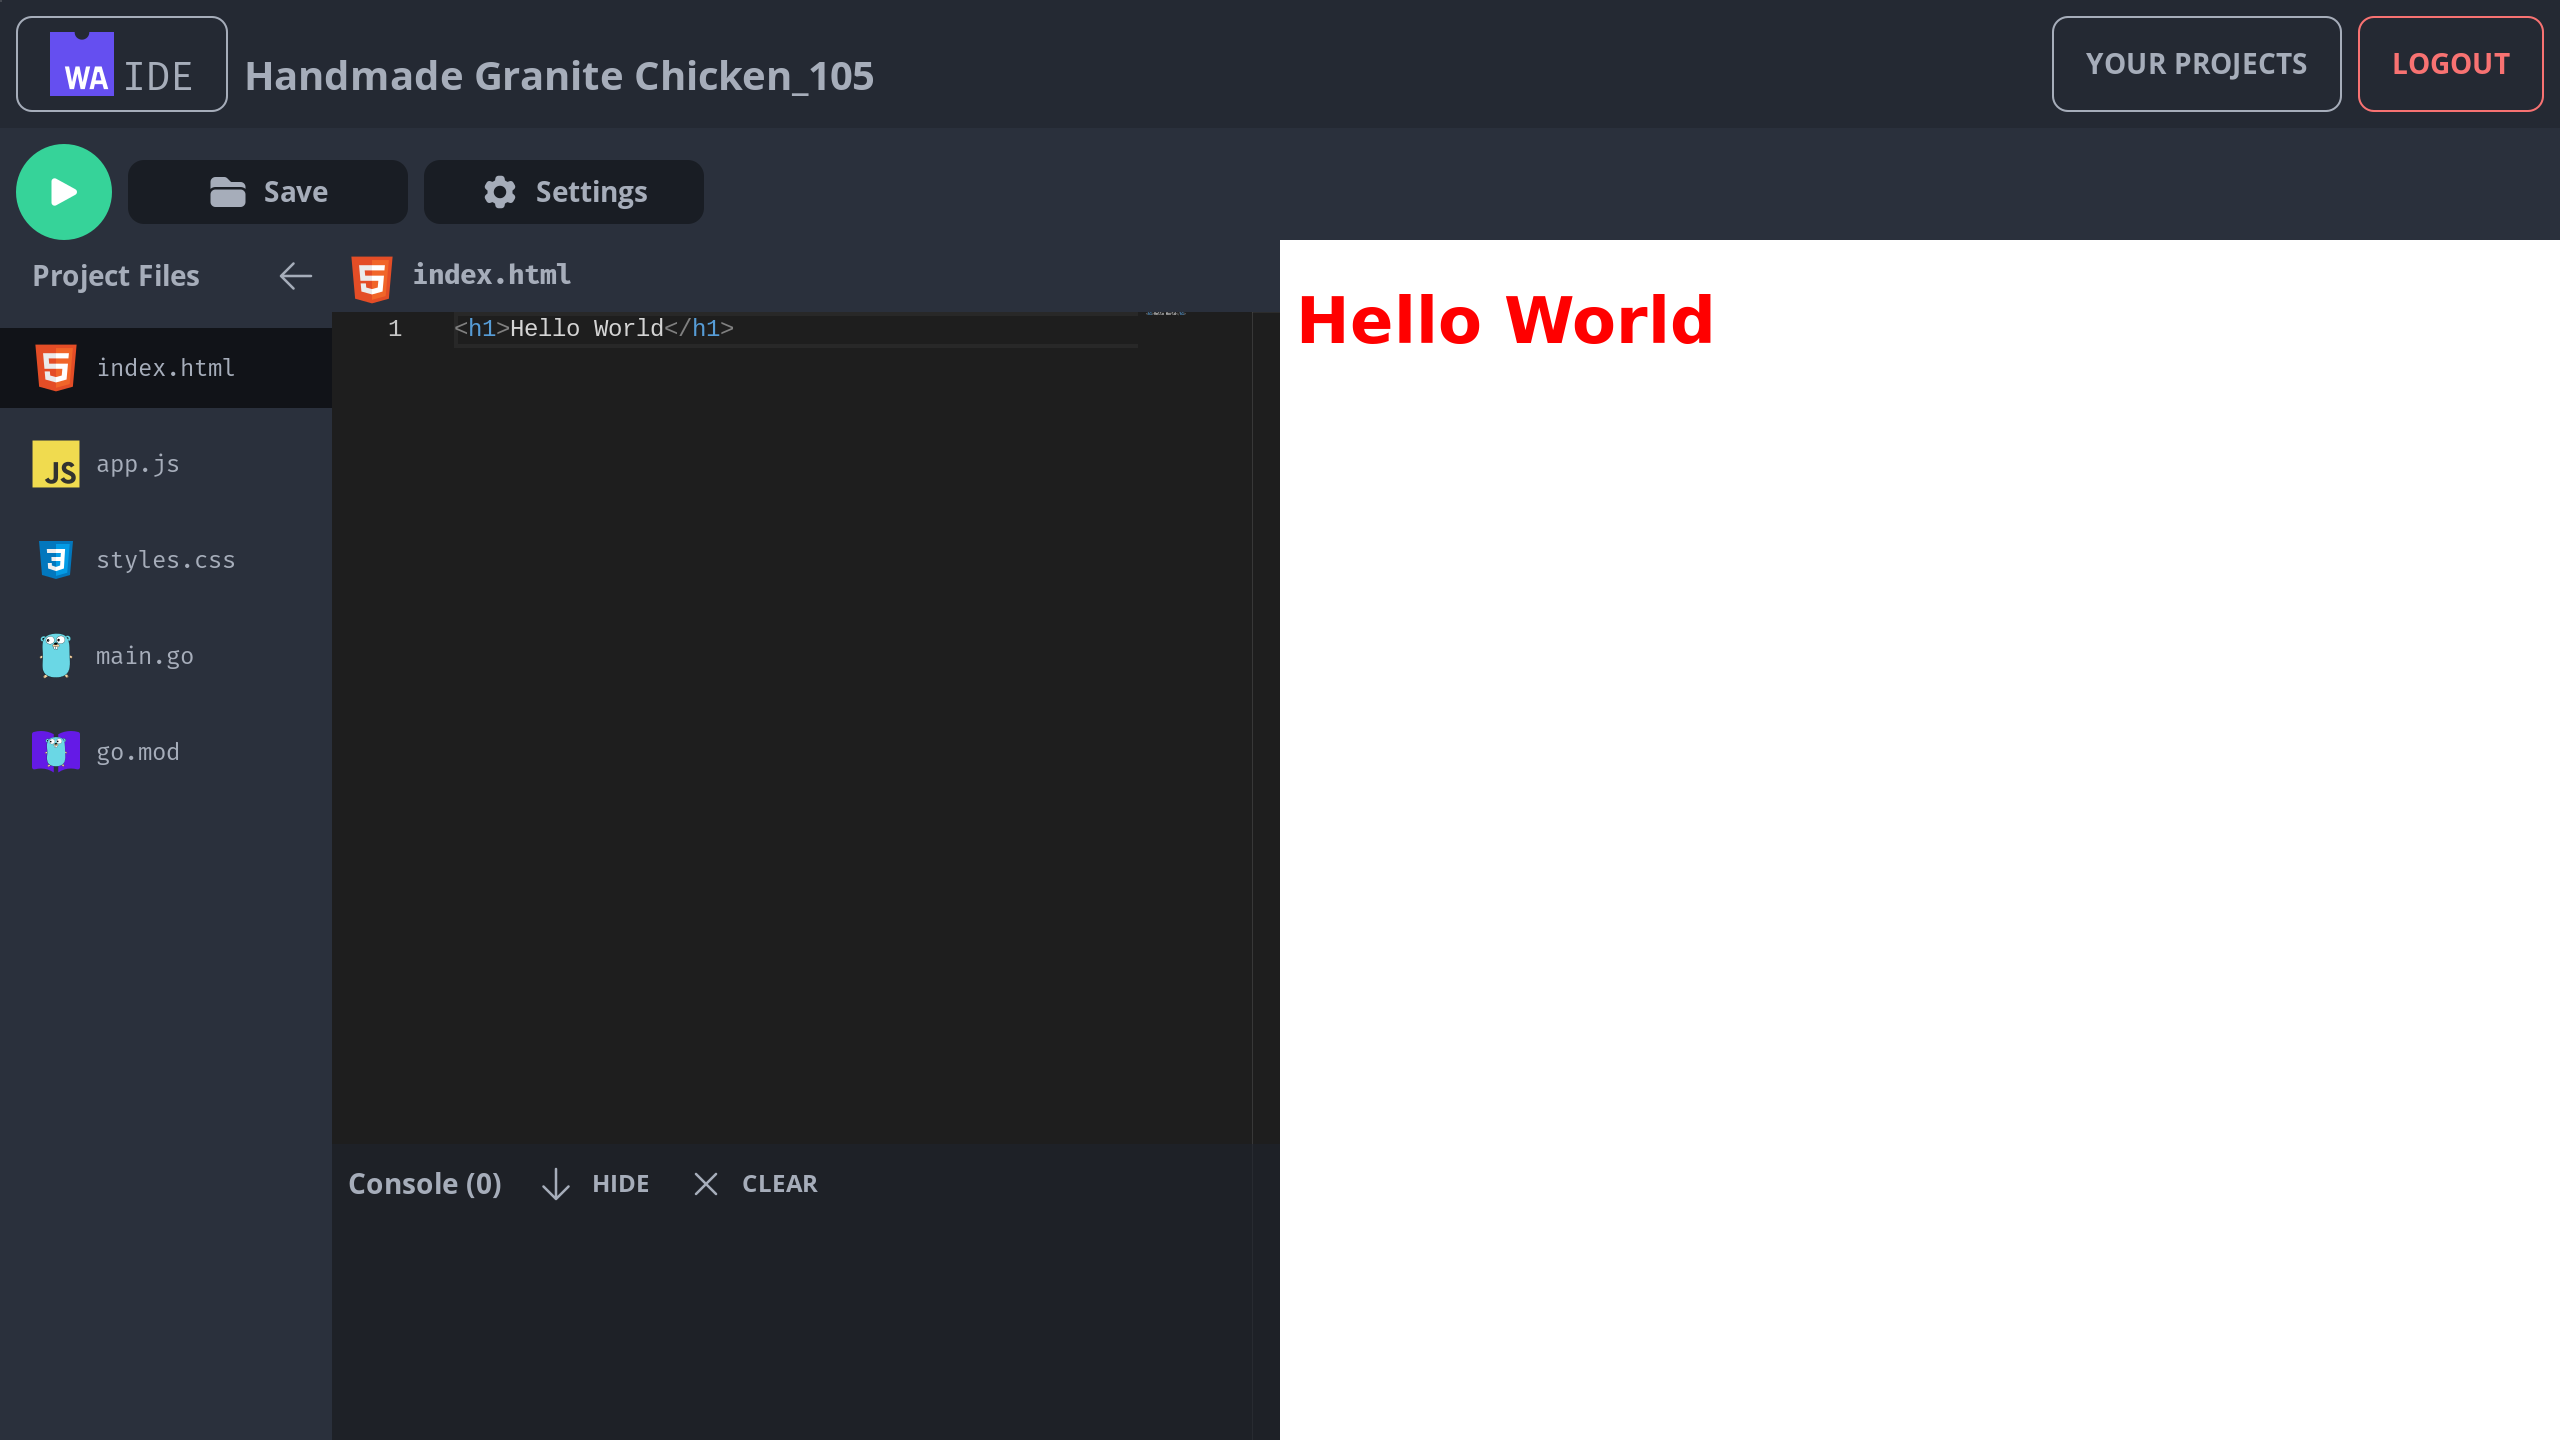 WA IDE Handmade Granite Chicken_105 YOUR PROJECTS LOGOUT
Save Settings
Project Files
index.html
JS app.js
styles.css
main.go
go.mod
index.html
1 <h1>Hello World</h1>
Console (0) HIDE CLEAR
Hello World